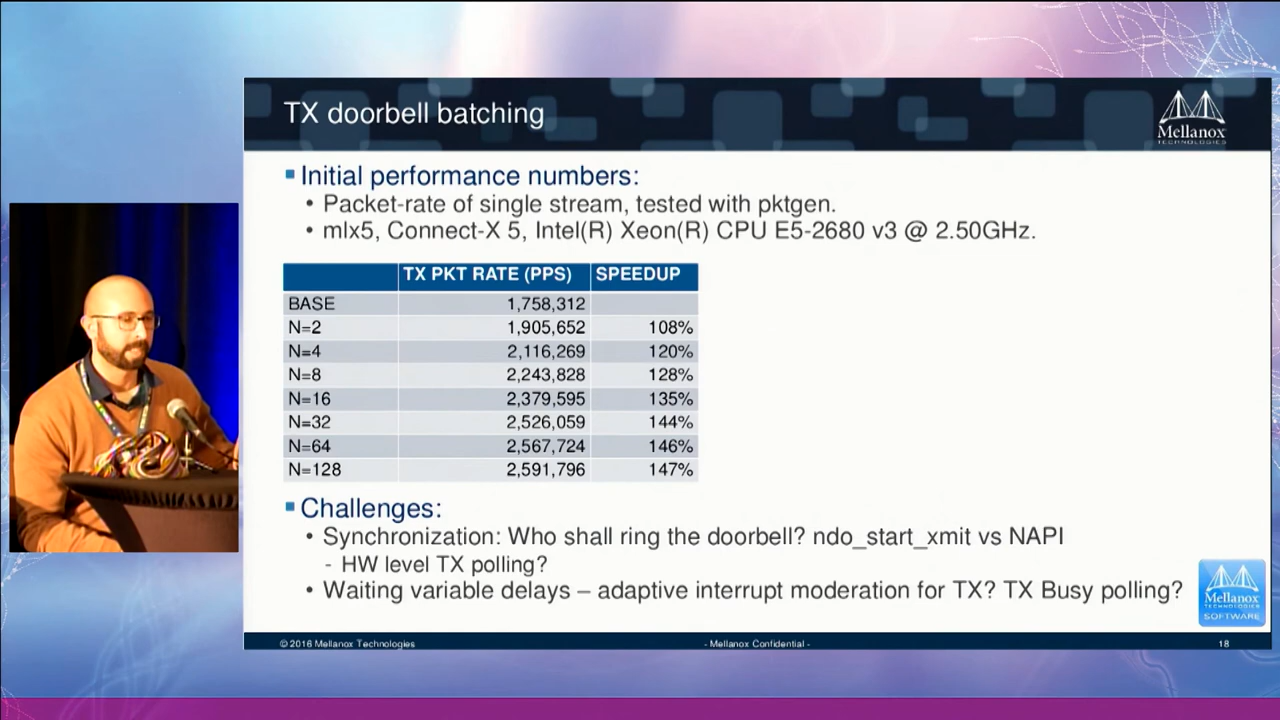 TX doorbell batching
Mellanox
TECHNOLOGIES
Initial performance numbers:
• Packet-rate of single stream, tested with pktgen.
• mlx5, Connect-X 5, Intel(R) Xeon(R) CPU E5-2680 v3 @ 2.50GHz.
TX PKT RATE (PPS) SPEEDUP
BASE 1,758,312
N=2 1,905,652 108%
N=4 2,116,269 120%
N=8 2,243,828 128%
N=16 2,379,595 135%
N=32 2,526,059 144%
N=64 2,567,724 146%
N=128 2,591,796 147%
Challenges:
• Synchronization: Who shall ring the doorbell? ndo_start_xmit vs NAPI
- HW level TX polling?
• Waiting variable delays – adaptive interrupt moderation for TX? TX Busy polling?
Mellanox
TECHNOLOGIES
SOFTWARE
© 2016 Mellanox Technologies
- Mellanox Confidential -
18